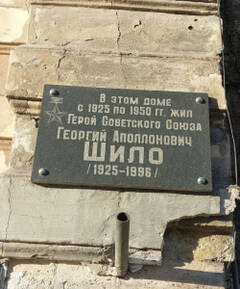 В этом доме
с 1925 по 1950 гг. жил
Герой Советского Союза
Георгий Аполлонович
Шило
/1925-1996/